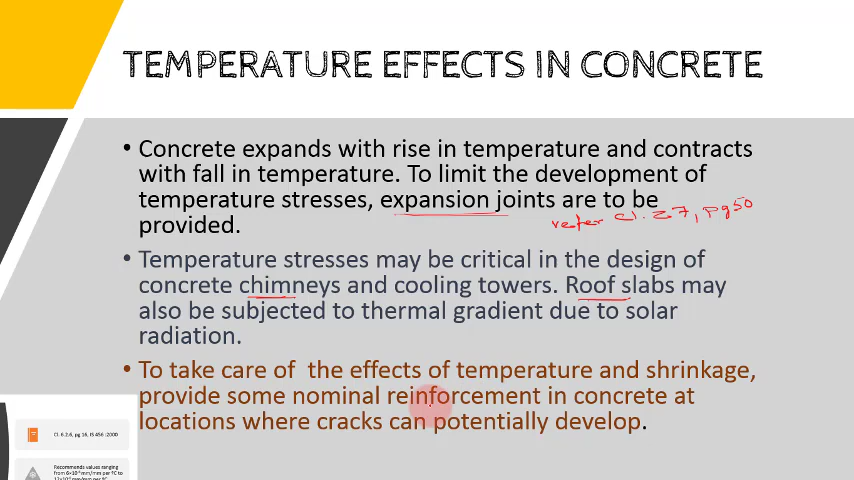 TEMPERATURE EFFECTS IN CONCRETE
• Concrete expands with rise in temperature and contracts
with fall in temperature. To limit the development of
temperature stresses, expansion joints are to be
provided.
refer cl. 27, pg 50
• Temperature stresses may be critical in the design of
concrete chimneys and cooling towers. Roof slabs may
also be subjected to thermal gradient due to solar
radiation.
• To take care of the effects of temperature and shrinkage,
provide some nominal reinforcement in concrete at
locations where cracks can potentially develop.
Cl. 6.2.6, pg 16, IS 456 :2000
Recommends values ranging
from 6×10⁻⁶ mm/mm per ⁰C to
12×10⁻⁶ mm/mm per ⁰C for